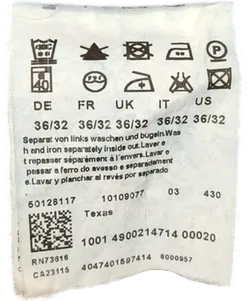 40
DE FR UK IT US
36/32 36/32 36/32 36/32 36/32
Separat von links waschen und bügeln.Was
h and iron separately inside out.Laver e
t repasser séparément à l'envers.Lavar e
passar a ferro do avesso e separadament
e.Lavar y planchar al revés por separado
50128117 10109077 03 430
Texas
1001 4900214714 00020
RN73616
CA23115 4047401597414 6000957